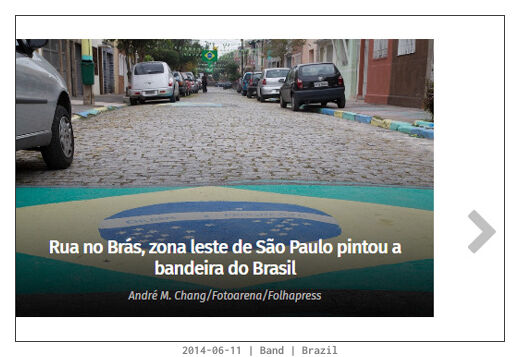 Rua no Brás, zona leste de São Paulo pintou a
bandeira do Brasil
André M. Chang/Fotoarena/Folhapress
2014-06-11 | Band | Brazil